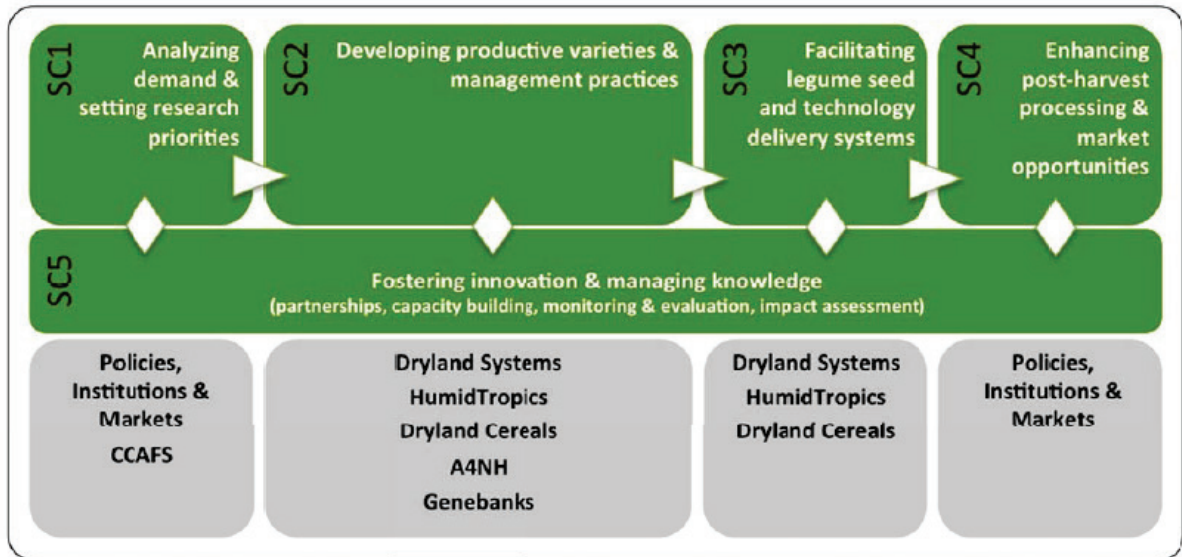 SC1
Analyzing
demand &
setting research
priorities
SC2
Developing productive varieties &
management practices
SC3
Facilitating
legume seed
and technology
delivery systems
SC4
Enhancing
post-harvest
processing &
market
opportunities
SC5
Fostering innovation & managing knowledge
(partnerships, capacity building, monitoring & evaluation, impact assessment)
Policies,
Institutions &
Markets
CCAFS
Dryland Systems
HumidTropics
Dryland Cereals
A4NH
Genebanks
Dryland Systems
HumidTropics
Dryland Cereals
Policies,
Institutions &
Markets